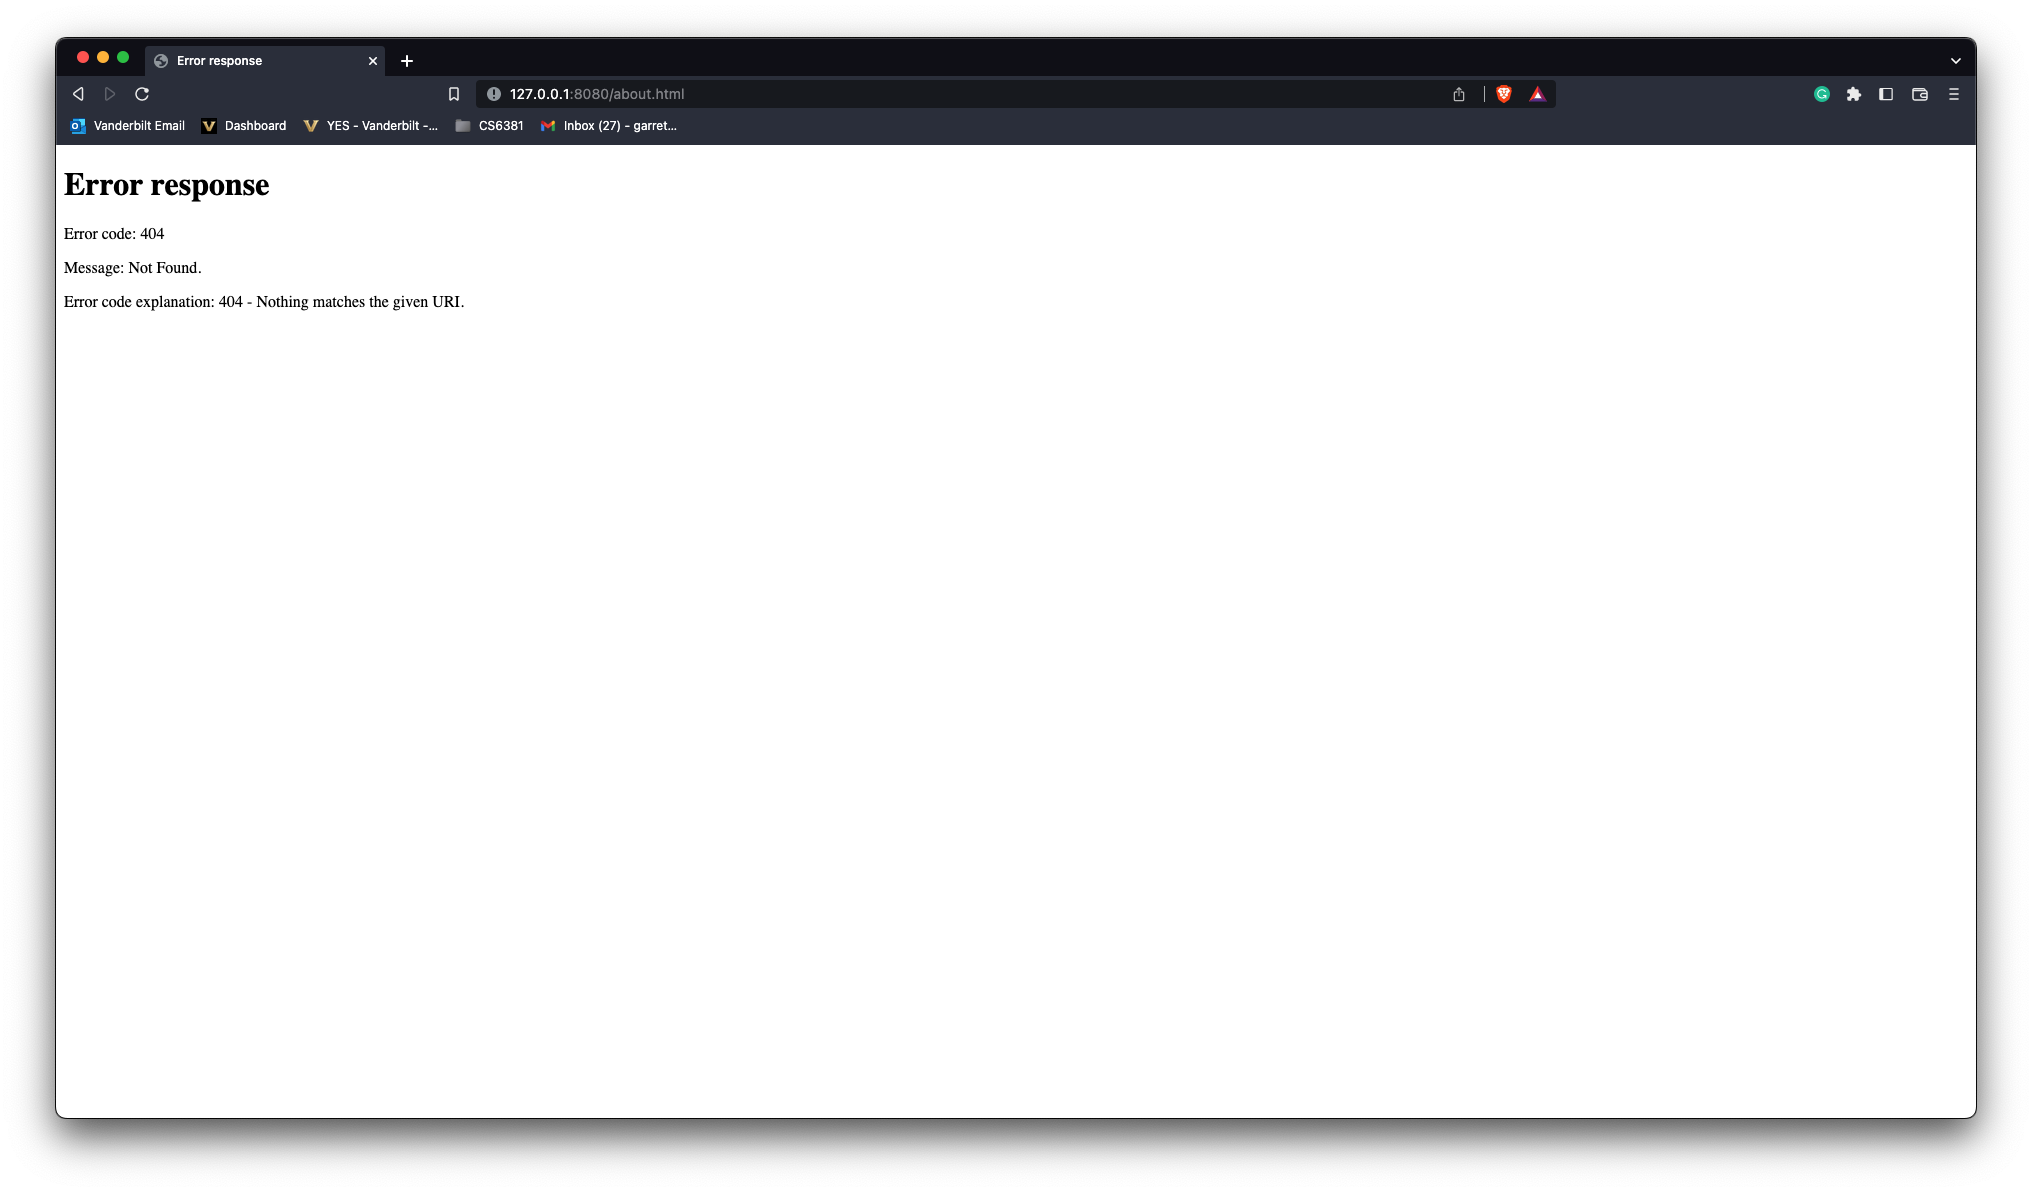 Error response
127.0.0.1:8080/about.html
Vanderbilt Email Dashboard YES - Vanderbilt -... CS6381 Inbox (27) - garret...
Error response
Error code: 404
Message: Not Found.
Error code explanation: 404 - Nothing matches the given URI.